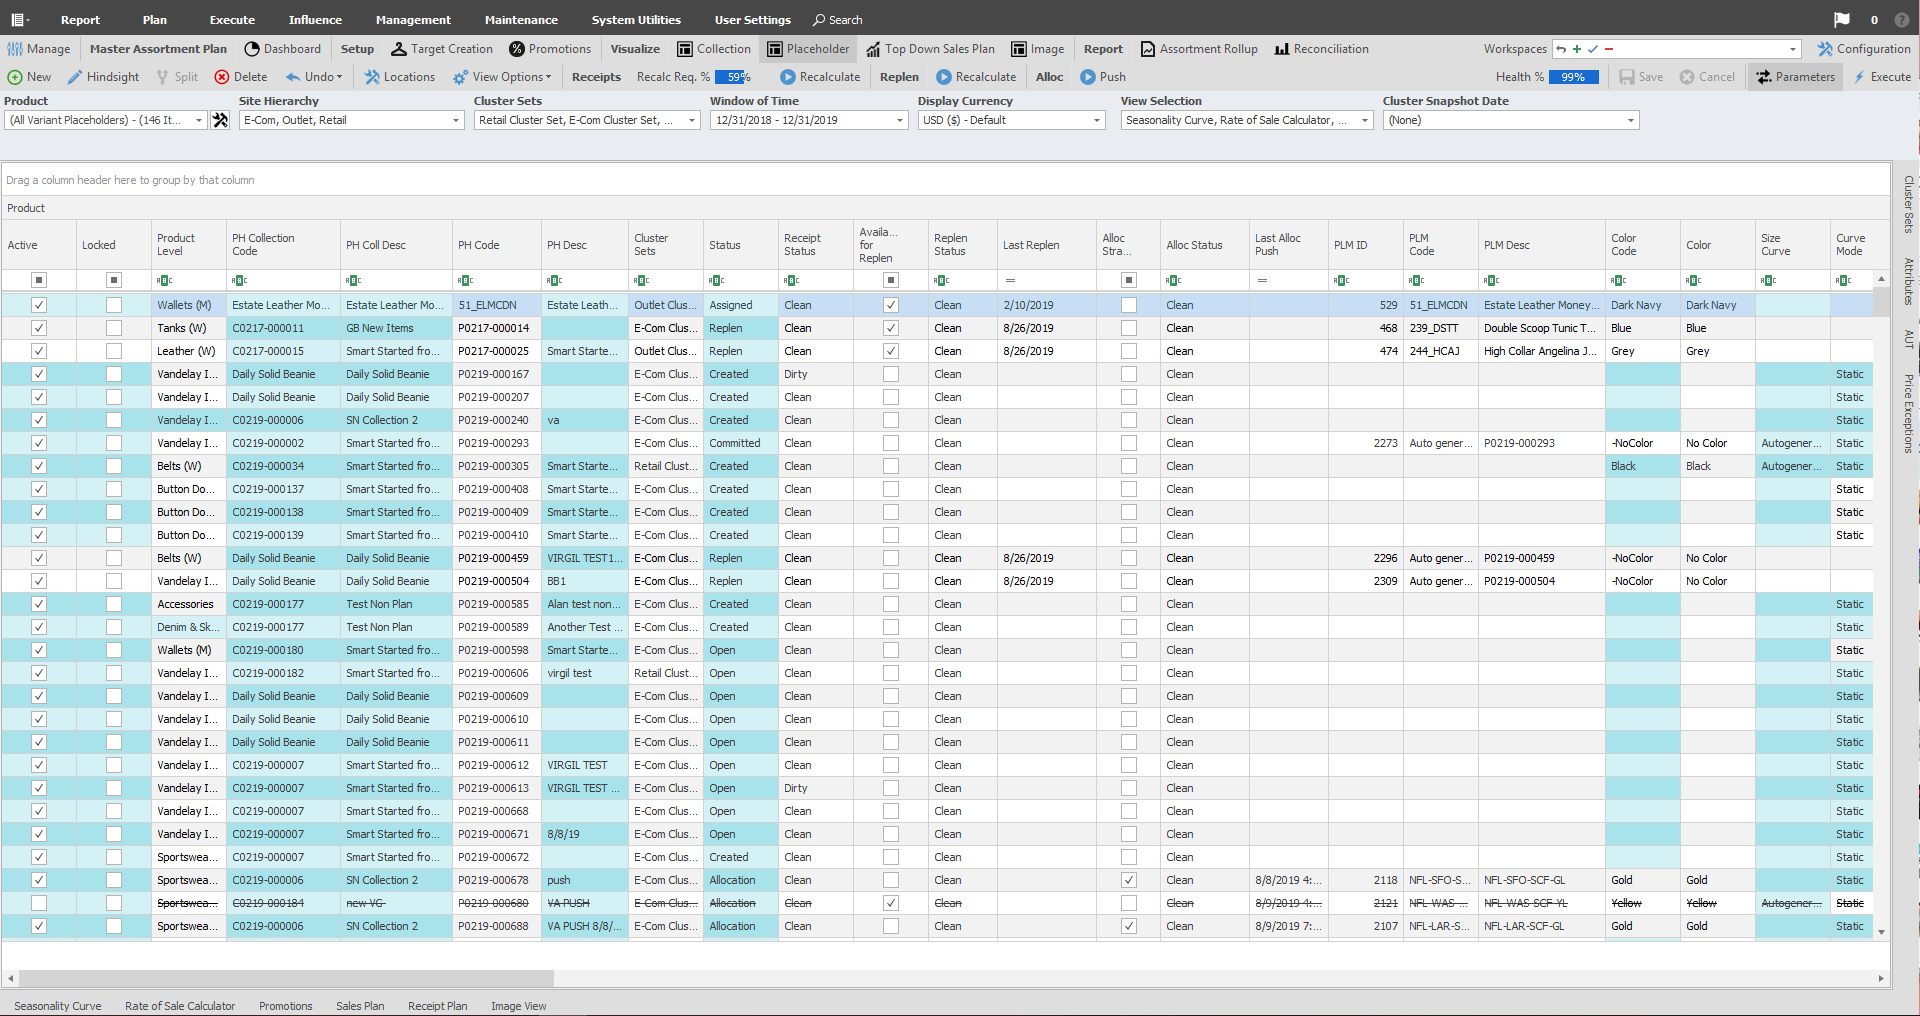 Report Plan Execute Influence Management Maintenance System Utilities User Settings Search 0 ?
Manage Master Assortment Plan Dashboard Setup Target Creation Promotions Visualize Collection Placeholder Top Down Sales Plan Image Report Assortment Rollup Reconciliation Workspaces Configuration
New Hindsight Split Delete Undo View Options Locations Receipts Recalc Req. % 59% Recalculate Replen Recalculate Alloc Push Health % 99% Save Cancel Parameters Execute
Product Site Hierarchy Cluster Sets Window of Time Display Currency View Selection Cluster Snapshot Date
(All Variant Placeholders) - (146 It... E-Com, Outlet, Retail Retail Cluster Set, E-Com Cluster Set, ... 12/31/2018 - 12/31/2019 USD ($) - Default Seasonality Curve, Rate of Sale Calculator, ... (None)
Drag a column header here to group by that column
Product
Active Locked Product Level PH Collection Code PH Coll Desc PH Code PH Desc Cluster Sets Status Receipt Status Availa... for Replen Replen Status Last Replen Alloc Stra... Alloc Status Last Alloc Push PLM ID PLM Code PLM Desc Color Code Color Size Curve Curve Mode
Wallets (M) Estate Leather Mo... Estate Leather Mo... 51_ELMCDN Estate Leath... Outlet Clus... Assigned Clean Clean 2/10/2019 Clean 529 51_ELMCDN Estate Leather Money... Dark Navy Dark Navy
Tanks (W) C0217-000011 GB New Items P0217-000014 E-Com Clus... Replen Clean Clean 8/26/2019 Clean 468 239_DSTT Double Scoop Tunic T... Blue Blue
Leather (W) C0217-000015 Smart Started fro... P0217-000025 Smart Starte... Outlet Clus... Replen Clean Clean 8/26/2019 Clean 474 244_HCAJ High Collar Angelina J... Grey Grey
Vandelay I... Daily Solid Beanie Daily Solid Beanie P0219-000167 E-Com Clus... Created Dirty Clean Clean Static
Vandelay I... Daily Solid Beanie Daily Solid Beanie P0219-000207 E-Com Clus... Created Clean Clean Clean Static
Vandelay I... C0219-000006 SN Collection 2 P0219-000240 va E-Com Clus... Created Clean Clean Clean Static
Vandelay I... C0219-000002 Smart Started fro... P0219-000293 E-Com Clus... Committed Clean Clean Clean 2273 Auto gener... P0219-000293 -NoColor No Color Autogener... Static
Belts (W) C0219-000034 Smart Started fro... P0219-000305 Smart Starte... Retail Clust... Created Clean Clean Clean Black Black Autogener... Static
Button Do... C0219-000137 Smart Started fro... P0219-000408 Smart Starte... E-Com Clus... Created Clean Clean Clean Static
Button Do... C0219-000138 Smart Started fro... P0219-000409 Smart Starte... E-Com Clus... Created Clean Clean Clean Static
Button Do... C0219-000139 Smart Started fro... P0219-000410 Smart Starte... E-Com Clus... Created Clean Clean Clean Static
Belts (W) Daily Solid Beanie Daily Solid Beanie P0219-000459 VIRGIL TEST1... E-Com Clus... Replen Clean Clean 8/26/2019 Clean 2296 Auto gener... P0219-000459 -NoColor No Color
Vandelay I... Daily Solid Beanie Daily Solid Beanie P0219-000504 BB1 E-Com Clus... Replen Clean Clean 8/26/2019 Clean 2309 Auto gener... P0219-000504 -NoColor No Color
Accessories C0219-000177 Test Non Plan P0219-000585 Alan test non... E-Com Clus... Created Clean Clean Clean Static
Denim & Sk... C0219-000177 Test Non Plan P0219-000589 Another Test ... E-Com Clus... Created Clean Clean Clean Static
Wallets (M) C0219-000180 Smart Started fro... P0219-000598 Smart Starte... E-Com Clus... Open Clean Clean Clean Static
Vandelay I... C0219-000182 Smart Started fro... P0219-000606 virgil test Retail Clust... Open Clean Clean Clean Static
Vandelay I... Daily Solid Beanie Daily Solid Beanie P0219-000609 E-Com Clus... Open Clean Clean Clean Static
Vandelay I... Daily Solid Beanie Daily Solid Beanie P0219-000610 E-Com Clus... Open Clean Clean Clean Static
Vandelay I... Daily Solid Beanie Daily Solid Beanie P0219-000611 E-Com Clus... Open Clean Clean Clean Static
Vandelay I... C0219-000007 Smart Started fro... P0219-000612 VIRGIL TEST E-Com Clus... Open Clean Clean Clean Static
Vandelay I... C0219-000007 Smart Started fro... P0219-000613 VIRGIL TEST ... E-Com Clus... Open Dirty Clean Clean Static
Vandelay I... C0219-000007 Smart Started fro... P0219-000668 E-Com Clus... Open Clean Clean Clean Static
Vandelay I... C0219-000007 Smart Started fro... P0219-000671 8/8/19 E-Com Clus... Open Clean Clean Clean Static
Sportswea... C0219-000007 Smart Started fro... P0219-000672 E-Com Clus... Created Clean Clean Clean Static
Sportswea... C0219-000006 SN Collection 2 P0219-000678 push E-Com Clus... Allocation Clean Clean Clean 8/8/2019 4:... 2118 NFL-SFO-S... NFL-SFO-SCF-GL Gold Gold Static
Sportswea... C0219-000184 new VG P0219-000680 VA PUSH E-Com Clus... Allocation Clean Clean Clean 8/9/2019 4:... 2121 NFL-WAS-... NFL-WAS-SCF-YL Yellow Yellow Autogener... Static
Sportswea... C0219-000006 SN Collection 2 P0219-000688 VA PUSH 8/8/... E-Com Clus... Allocation Clean Clean Clean 8/9/2019 7:... 2107 NFL-LAR-S... NFL-LAR-SCF-GL Gold Gold Static
Cluster Sets
Attributes
AUT
Price Exceptions
Seasonality Curve Rate of Sale Calculator Promotions Sales Plan Receipt Plan Image View